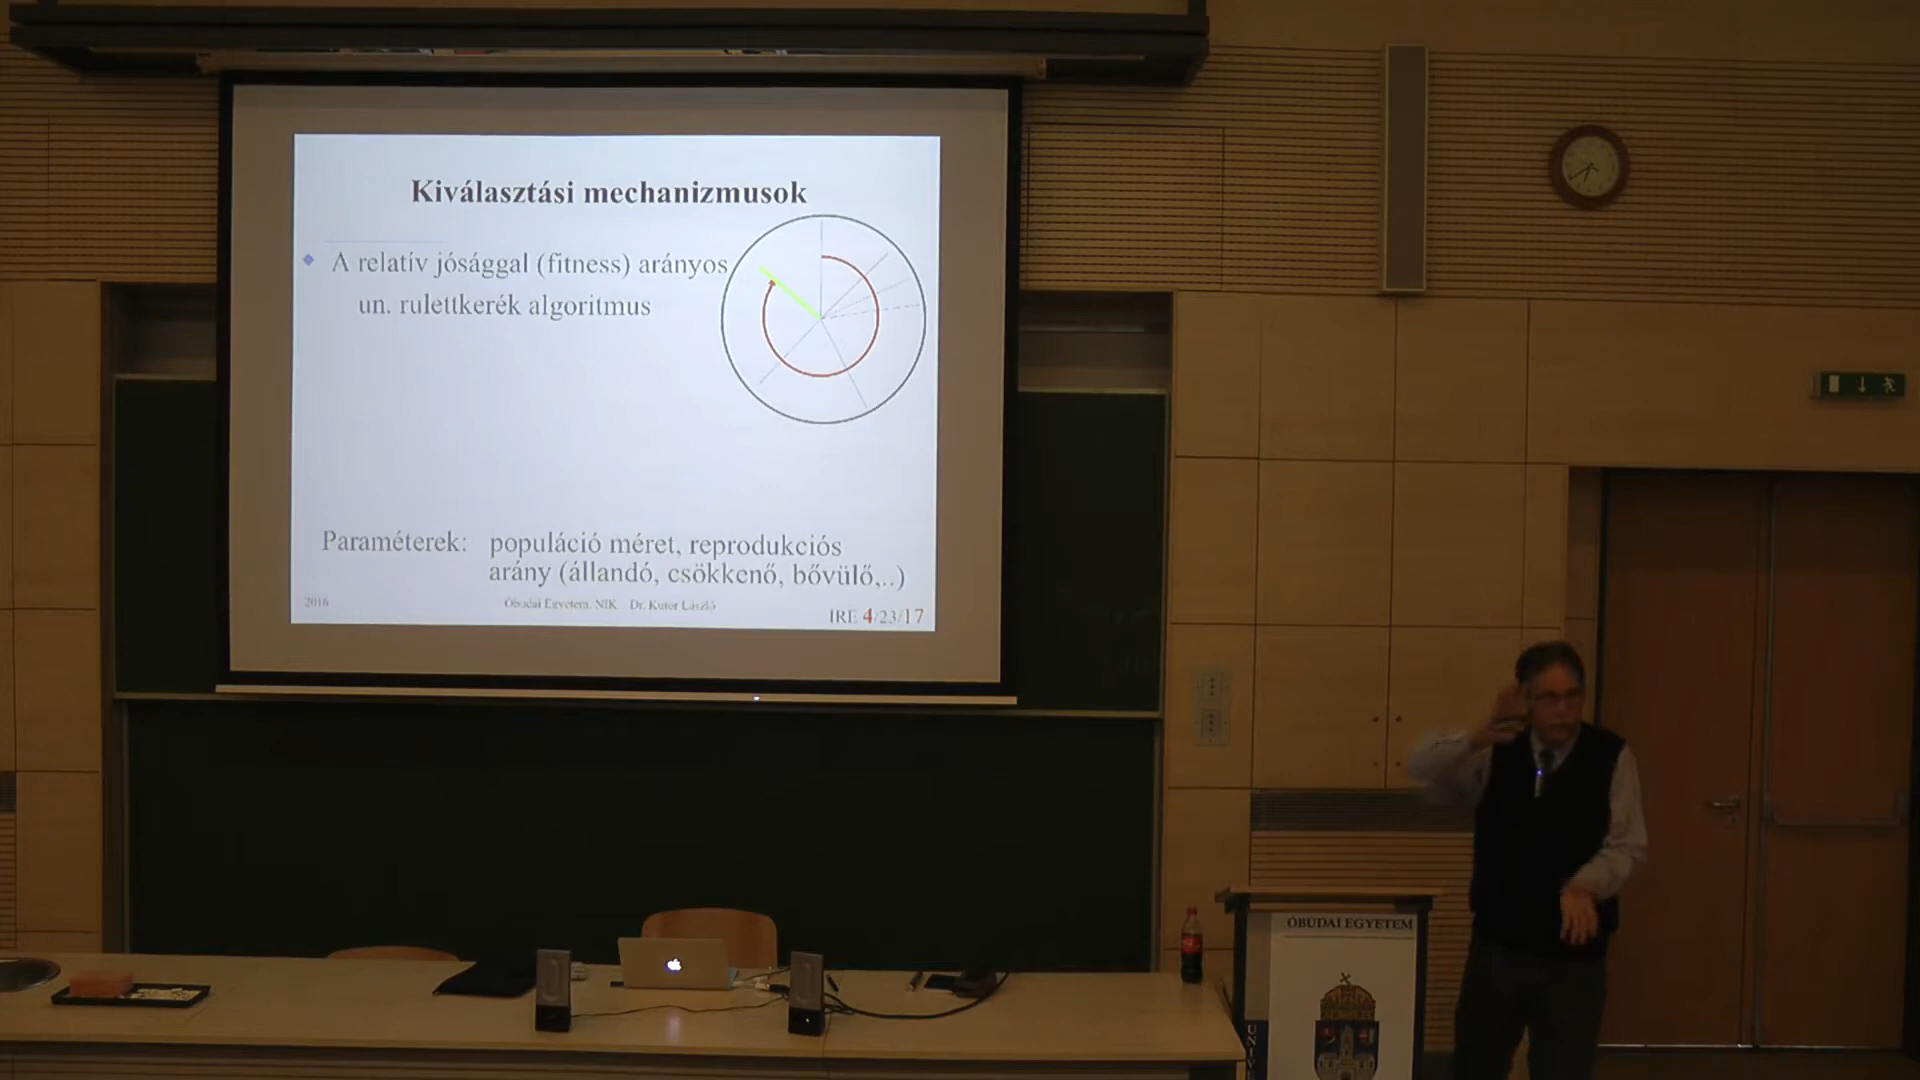 Kiválasztási mechanizmusok
A relatív jósággal (fitness) arányos
un. rulettkerék algoritmus
Paraméterek: populáció méret, reprodukciós
arány (állandó, csökkenő, bővülő,..)
2016 Óbudai Egyetem, NIK Dr. Kutor László IRE 4/23/17
ÓBUDAI EGYETEM